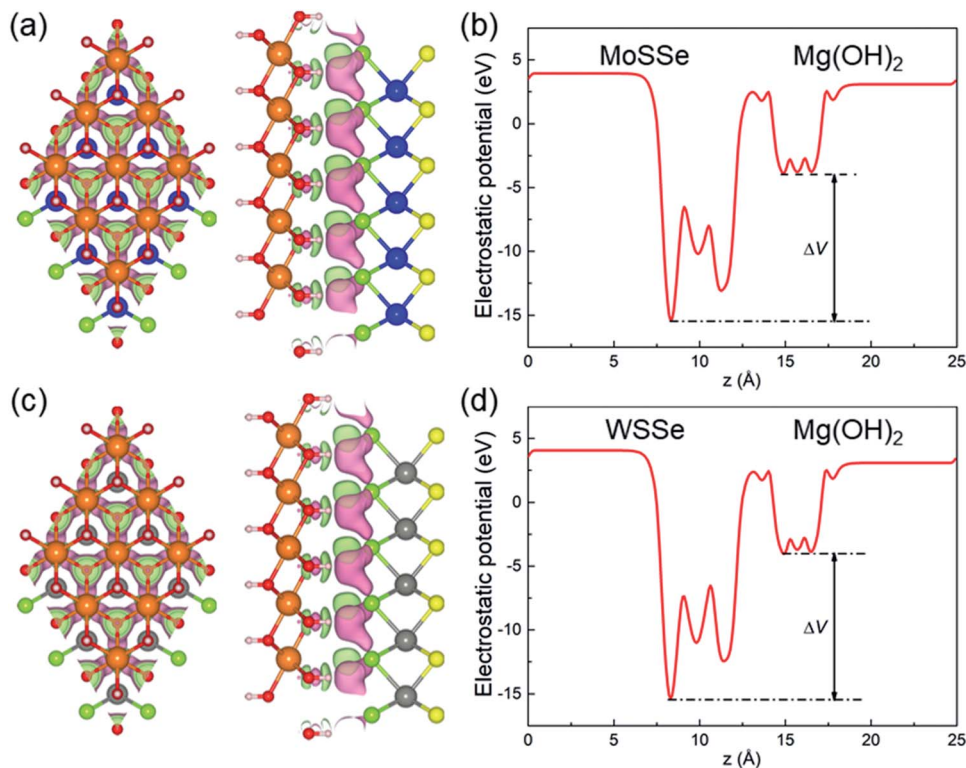 (a)
(b)
MoSSe Mg(OH)2
Electrostatic potential (eV)
5
0
-5
-10
-15
ΔV
0 5 10 15 20 25
z (Å)
(c)
(d)
WSSe Mg(OH)2
Electrostatic potential (eV)
5
0
-5
-10
-15
ΔV
0 5 10 15 20 25
z (Å)